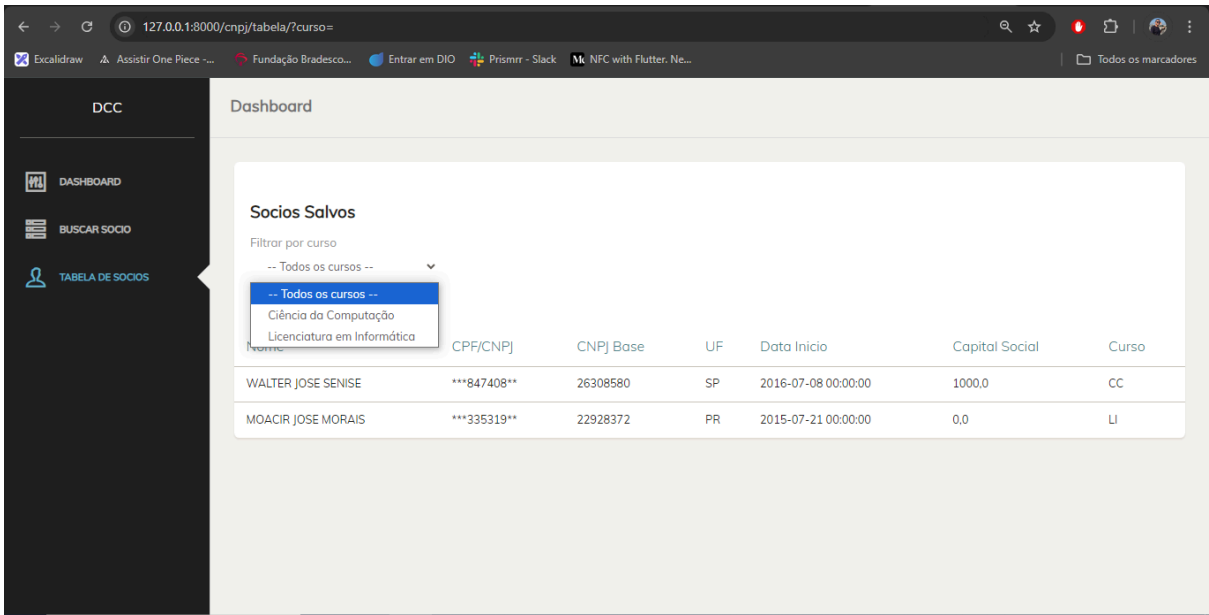 127.0.0.1:8000/cnpj/tabela/?curso=
Excalidraw Assistir One Piece -... Fundação Bradesco... Entrar em DIO Prismrr - Slack NFC with Flutter. Ne... Todos os marcadores
DCC
Dashboard
DASHBOARD
BUSCAR SOCIO
TABELA DE SOCIOS
Socios Salvos
Filtrar por curso
-- Todos os cursos --
-- Todos os cursos --
Ciência da Computação
Licenciatura em Informática
Nome CPF/CNPJ CNPJ Base UF Data Inicio Capital Social Curso
WALTER JOSE SENISE ***847408** 26308580 SP 2016-07-08 00:00:00 1000,0 CC
MOACIR JOSE MORAIS ***335319** 22928372 PR 2015-07-21 00:00:00 0,0 LI